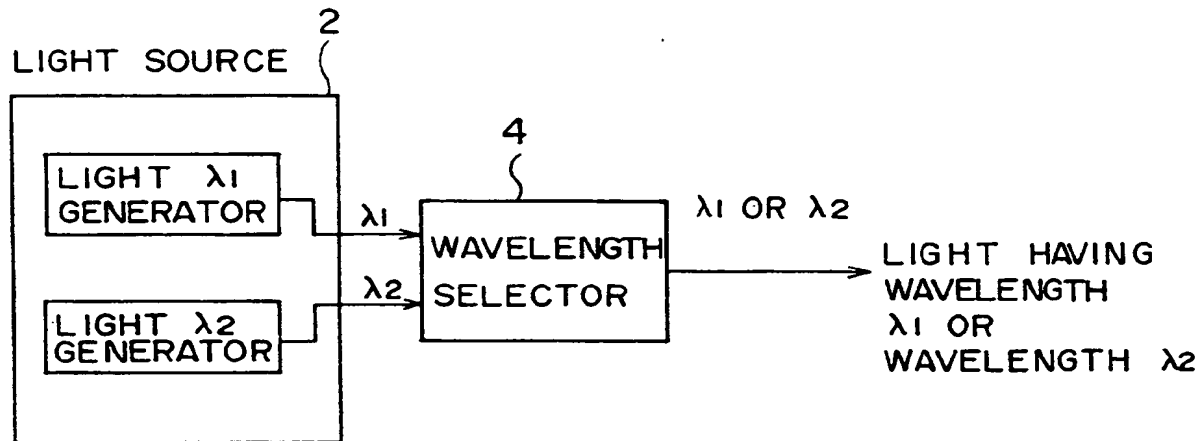 2
LIGHT SOURCE
4
LIGHT λ1
GENERATOR
λ1
λ1 OR λ2
WAVELENGTH
SELECTOR
LIGHT HAVING
WAVELENGTH
λ1 OR
WAVELENGTH λ2
λ2
LIGHT λ2
GENERATOR